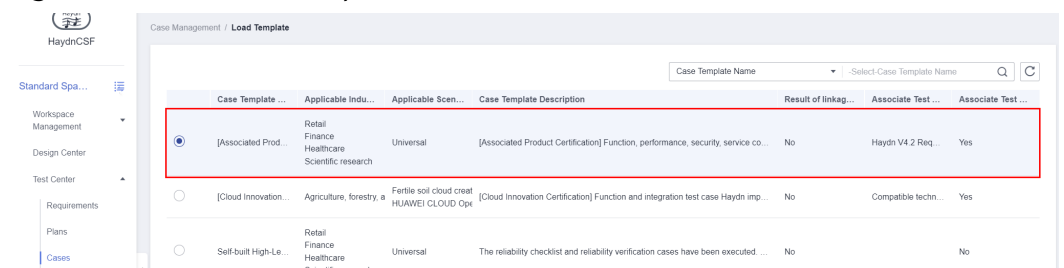 HaydnCSF
Case Management / Load Template
Case Template Name
-Select-Case Template Name
Standard Spa...
Workspace
Management
Design Center
Test Center
Requirements
Plans
Cases
Case Template ... Applicable Indu... Applicable Scen... Case Template Description Result of linkag... Associate Test ... Associate Test ...
Retail
Finance
Healthcare
Scientific research
[Associated Prod... Universal [Associated Product Certification] Function, performance, security, service co... No Haydn V4.2 Req... Yes
[Cloud Innovation... Agriculture, forestry, a
Fertile soil cloud creat
HUAWEI CLOUD Ope
[Cloud Innovation Certification] Function and integration test case Haydn imp... No Compatible techn... Yes
Retail
Finance
Healthcare
Self-built High-Le... Universal The reliability checklist and reliability verification cases have been executed. ... No No